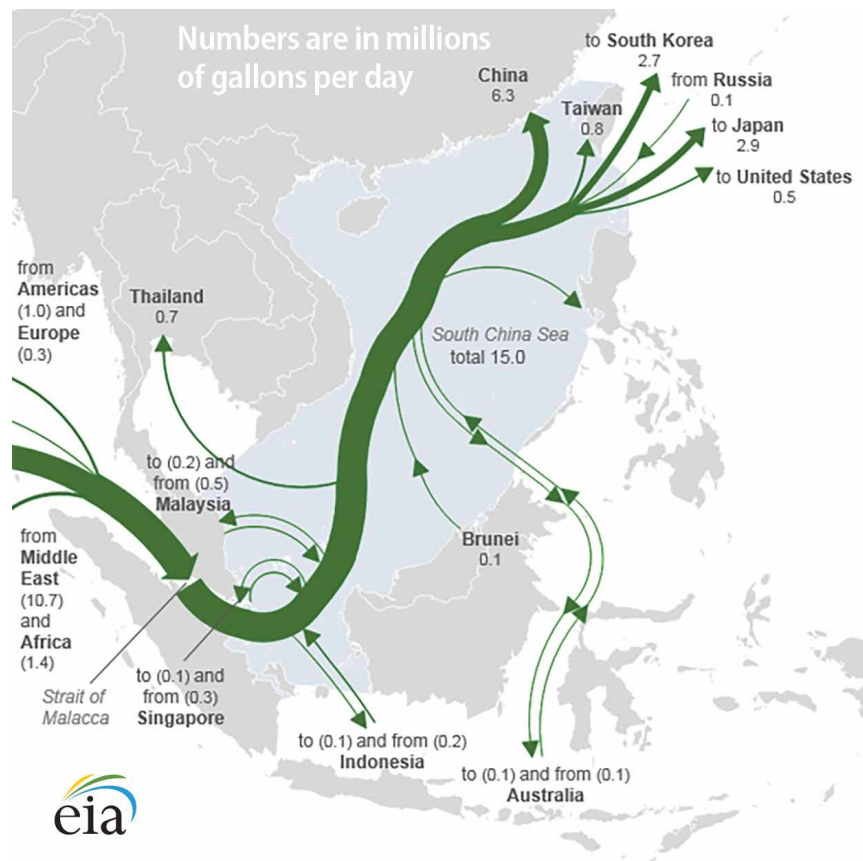 Numbers are in millions
of gallons per day
to South Korea
2.7
China
6.3
from Russia
0.1
Taiwan
0.8
to Japan
2.9
to United States
0.5
from
Americas
(1.0) and
Europe
(0.3)
Thailand
0.7
South China Sea
total 15.0
to (0.2) and
from (0.5)
Malaysia
from
Middle
East
(10.7)
and
Africa
(1.4)
Brunei
0.1
Strait of
Malacca
to (0.1) and
from (0.3)
Singapore
to (0.1) and from (0.2)
Indonesia
to (0.1) and from (0.1)
Australia
eia